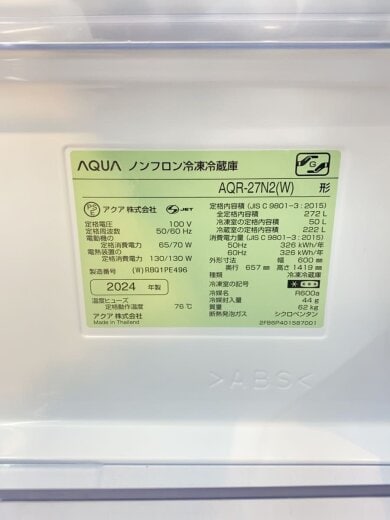 AQUA ノンフロン冷凍冷蔵庫
G
AQR-27N2(W) 形
PSE アクア株式会社 JET
定格電圧 100 V
定格周波数 50/60 Hz
電動機の
定格消費電力 65/70 W
電熱装置の
定格消費電力 130/130 W
製造番号 (W)RBQ1PE496
2024 年製
温度ヒューズ
定格動作温度 76℃
アクア株式会社
Made in Thailand
定格内容積 (JIS C 9801-3:2015)
全定格内容積 272 L
冷凍室の定格内容積 50 L
冷蔵室の定格内容積 222 L
消費電力量 (JIS C 9801-3:2015)
50Hz 326 kWh/年
60Hz 326 kWh/年
外形寸法 幅 600 mm
奥行 657 mm 高さ 1419 mm
種類 冷凍冷蔵庫
冷凍室の記号
冷媒 R600a
冷媒封入量 44 g
質量 62 kg
断熱発泡ガス シクロペンタン
2FB6P401587001
>ABS<